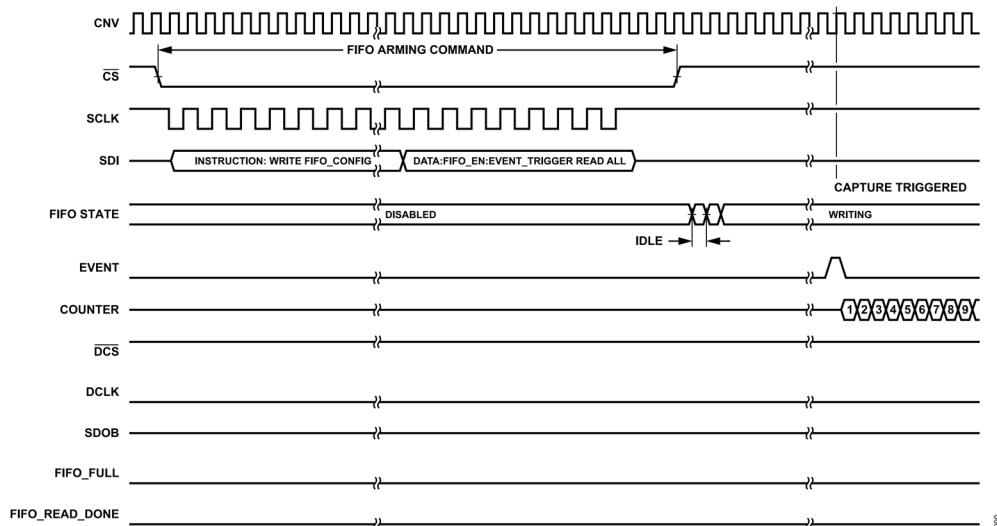 CNV
FIFO ARMING COMMAND
CS
SCLK
SDI
INSTRUCTION: WRITE FIFO_CONFIG
DATA:FIFO_EN:EVENT_TRIGGER READ ALL
CAPTURE TRIGGERED
FIFO STATE
DISABLED
WRITING
IDLE
EVENT
COUNTER
1 2 3 4 5 6 7 8 9
DCS
DCLK
SDOB
FIFO_FULL
FIFO_READ_DONE